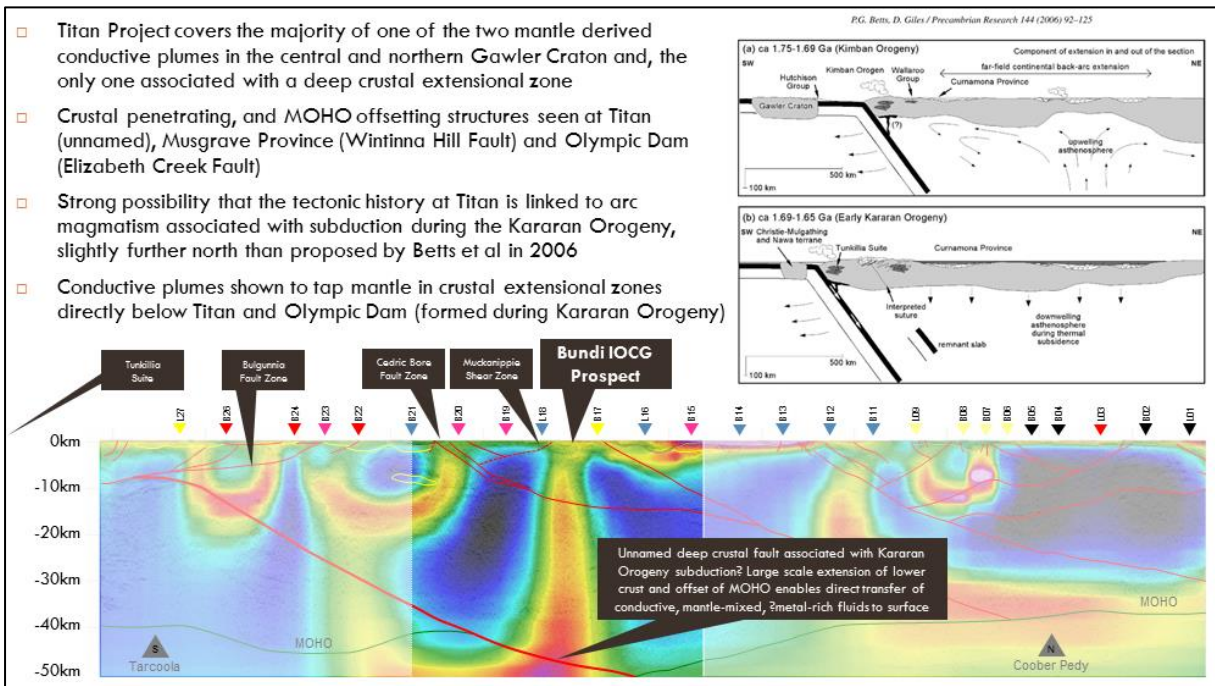 Titan Project covers the majority of one of the two mantle derived
conductive plumes in the central and northern Gawler Craton and, the
only one associated with a deep crustal extensional zone
Crustal penetrating, and MOHO offsetting structures seen at Titan
(unnamed), Musgrave Province (Wintinna Hill Fault) and Olympic Dam
(Elizabeth Creek Fault)
Strong possibility that the tectonic history at Titan is linked to arc
magmatism associated with subduction during the Kararan Orogeny,
slightly further north than proposed by Betts et al in 2006
Conductive plumes shown to tap mantle in crustal extensional zones
directly below Titan and Olympic Dam (formed during Kararan Orogeny)
P.G. Betts, D. Giles / Precambrian Research 144 (2006) 92–125
(a) ca 1.75-1.69 Ga (Kimban Orogeny)
Component of extension in and out of the section
SW
NE
Kimban Orogen
Wallaroo
Group
far-field continental back-arc extension
Hutchison
Group
Curnamona Province
Gawler Craton
(?)
upwelling
asthenosphere
500 km
100 km
(b) ca 1.69-1.65 Ga (Early Kararan Orogeny)
SW
NE
Christie-Mulgathing
and Nawa terrane
Tunkillia Suite
Curnamona Province
Interpreted
suture
downwelling
asthenosphere
during thermal
subsidence
remnant slab
500 km
100 km
Tunkillia
Suite
Bulgunnia
Fault Zone
Cedric Bore
Fault Zone
Muckanippie
Shear Zone
Bundi IOCG
Prospect
L27
B26
B24
B23
B22
B21
B20
B19
L18
B17
L16
B15
B14
B13
B12
B11
L09
B08
B07
B06
B05
B04
L03
B02
L01
0km
-10km
-20km
-30km
-40km
-50km
Unnamed deep crustal fault associated with Kararan
Orogeny subduction? Large scale extension of lower
crust and offset of MOHO enables direct transfer of
conductive, mantle-mixed, ?metal-rich fluids to surface
MOHO
MOHO
S
Tarcoola
N
Coober Pedy